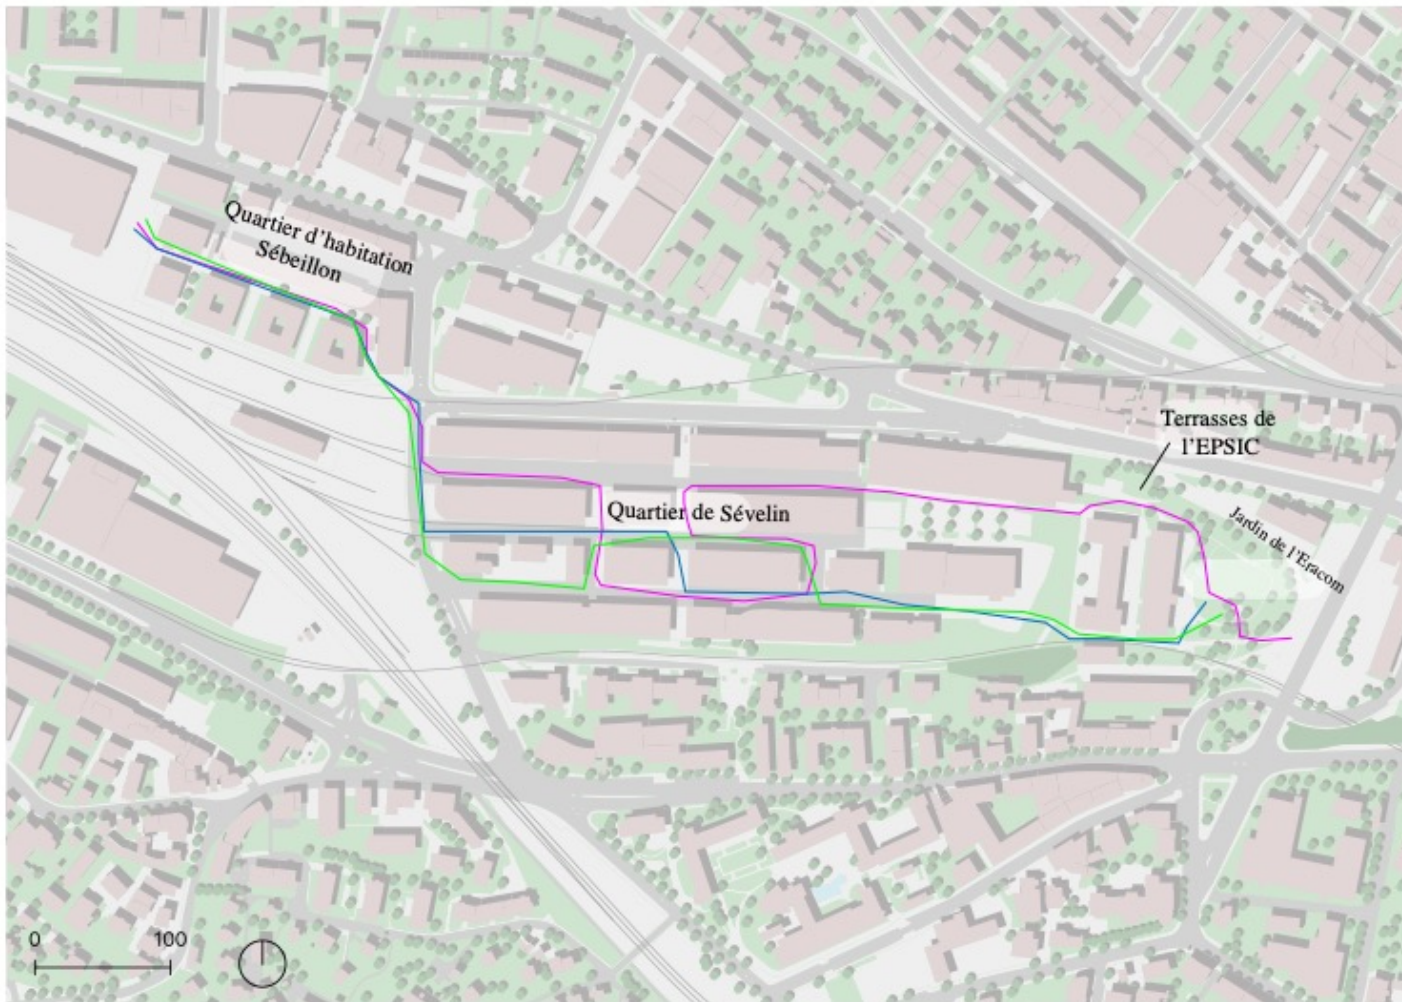 Quartier d'habitation
Sébeillon
Terrasses de
l'EPSIC
Quartier de Sévelin
Jardin de l'Eracom
0 100